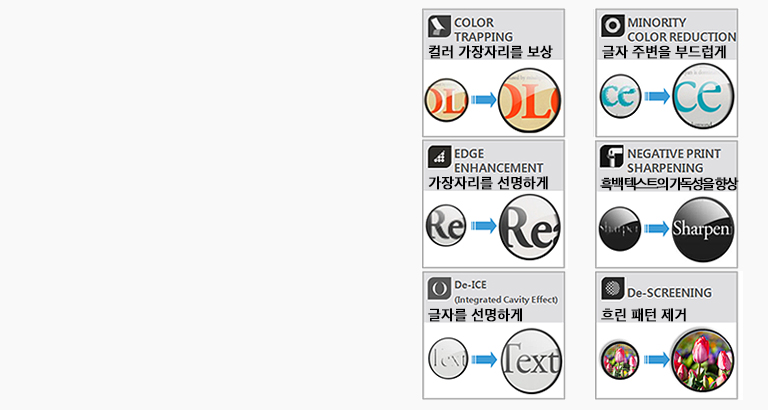 COLOR
TRAPPING
컬러 가장자리를 보상
OLO
OLO
MINORITY
COLOR REDUCTION
글자 주변을 부드럽게
ce
ce
EDGE
ENHANCEMENT
가장자리를 선명하게
Re
Re
NEGATIVE PRINT
SHARPENING
흑백 텍스트의 가독성을 향상
Sharpen
Sharpen
De-ICE
(Integrated Cavity Effect)
글자를 선명하게
Text
Text
De-SCREENING
흐린 패턴 제거